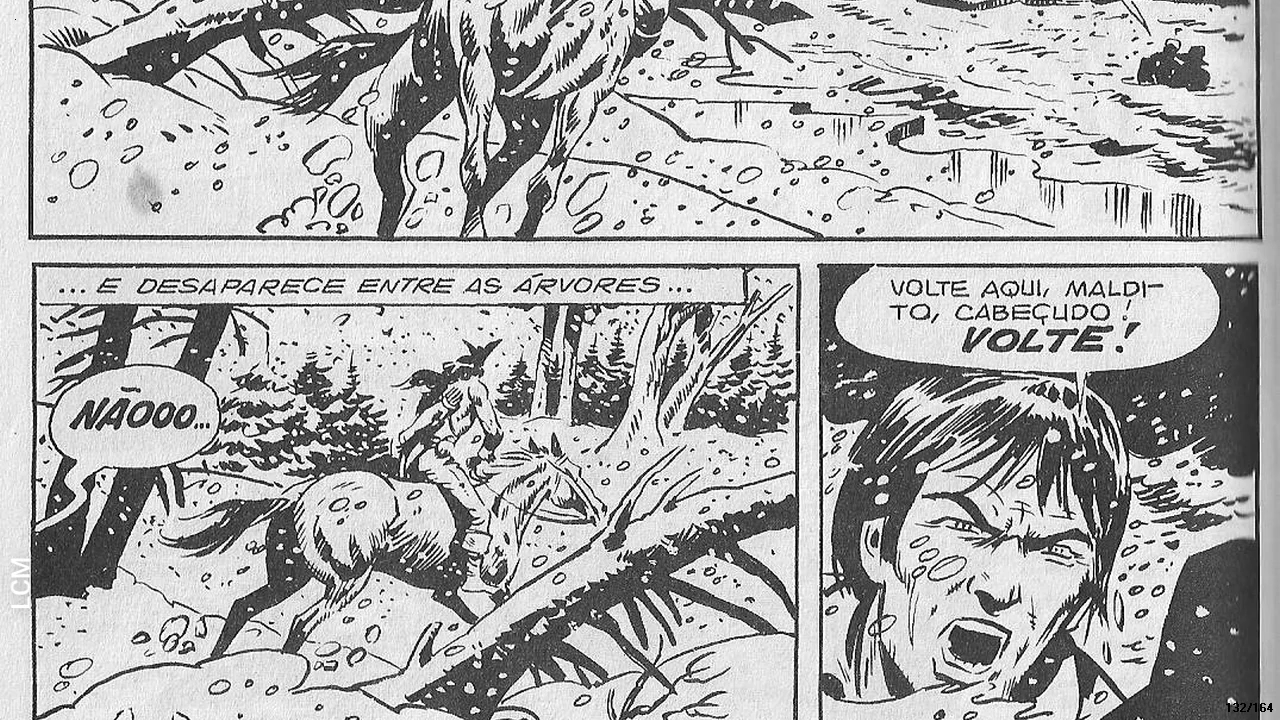 ... E DESAPARECE ENTRE AS ÁRVORES ...
NÃOOO...
VOLTE AQUI, MALDI-
TO, CABEÇUDO!
VOLTE!
LCM
132/164